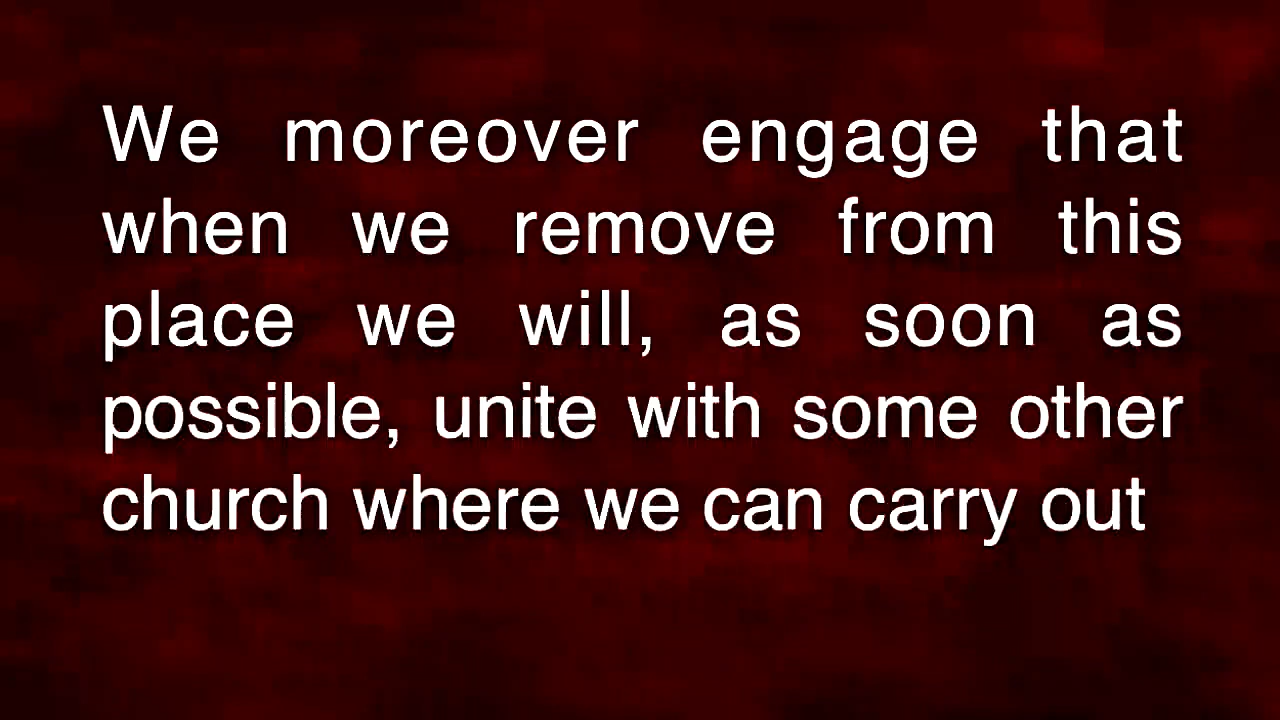 We moreover engage that
when we remove from this
place we will, as soon as
possible, unite with some other
church where we can carry out